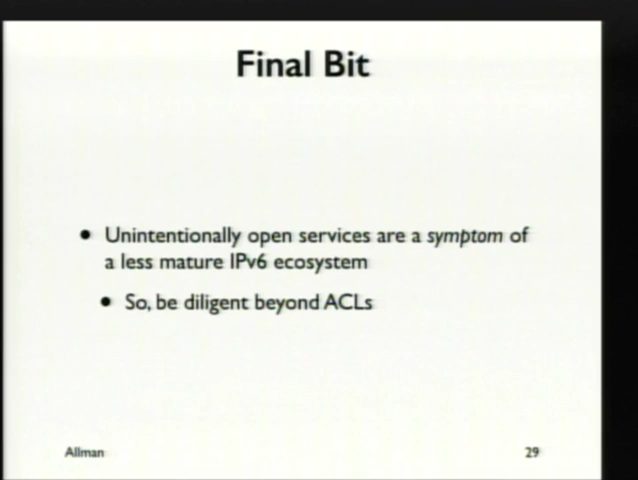 Final Bit
• Unintentionally open services are a symptom of
a less mature IPv6 ecosystem
• So, be diligent beyond ACLs
Allman
29